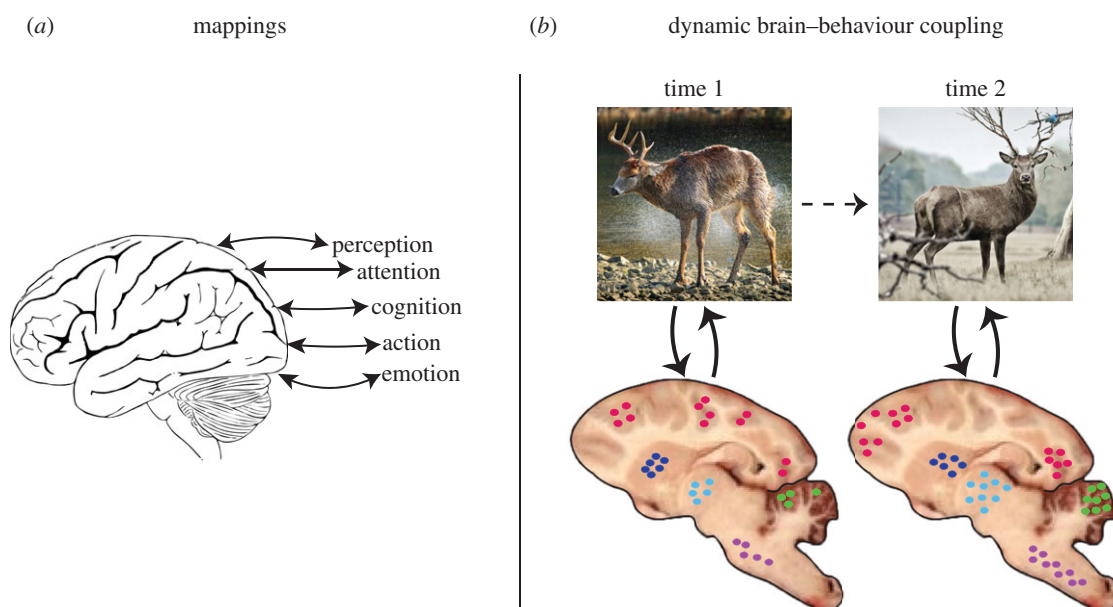 (a) mappings
perception
attention
cognition
action
emotion
(b) dynamic brain–behaviour coupling
time 1
time 2